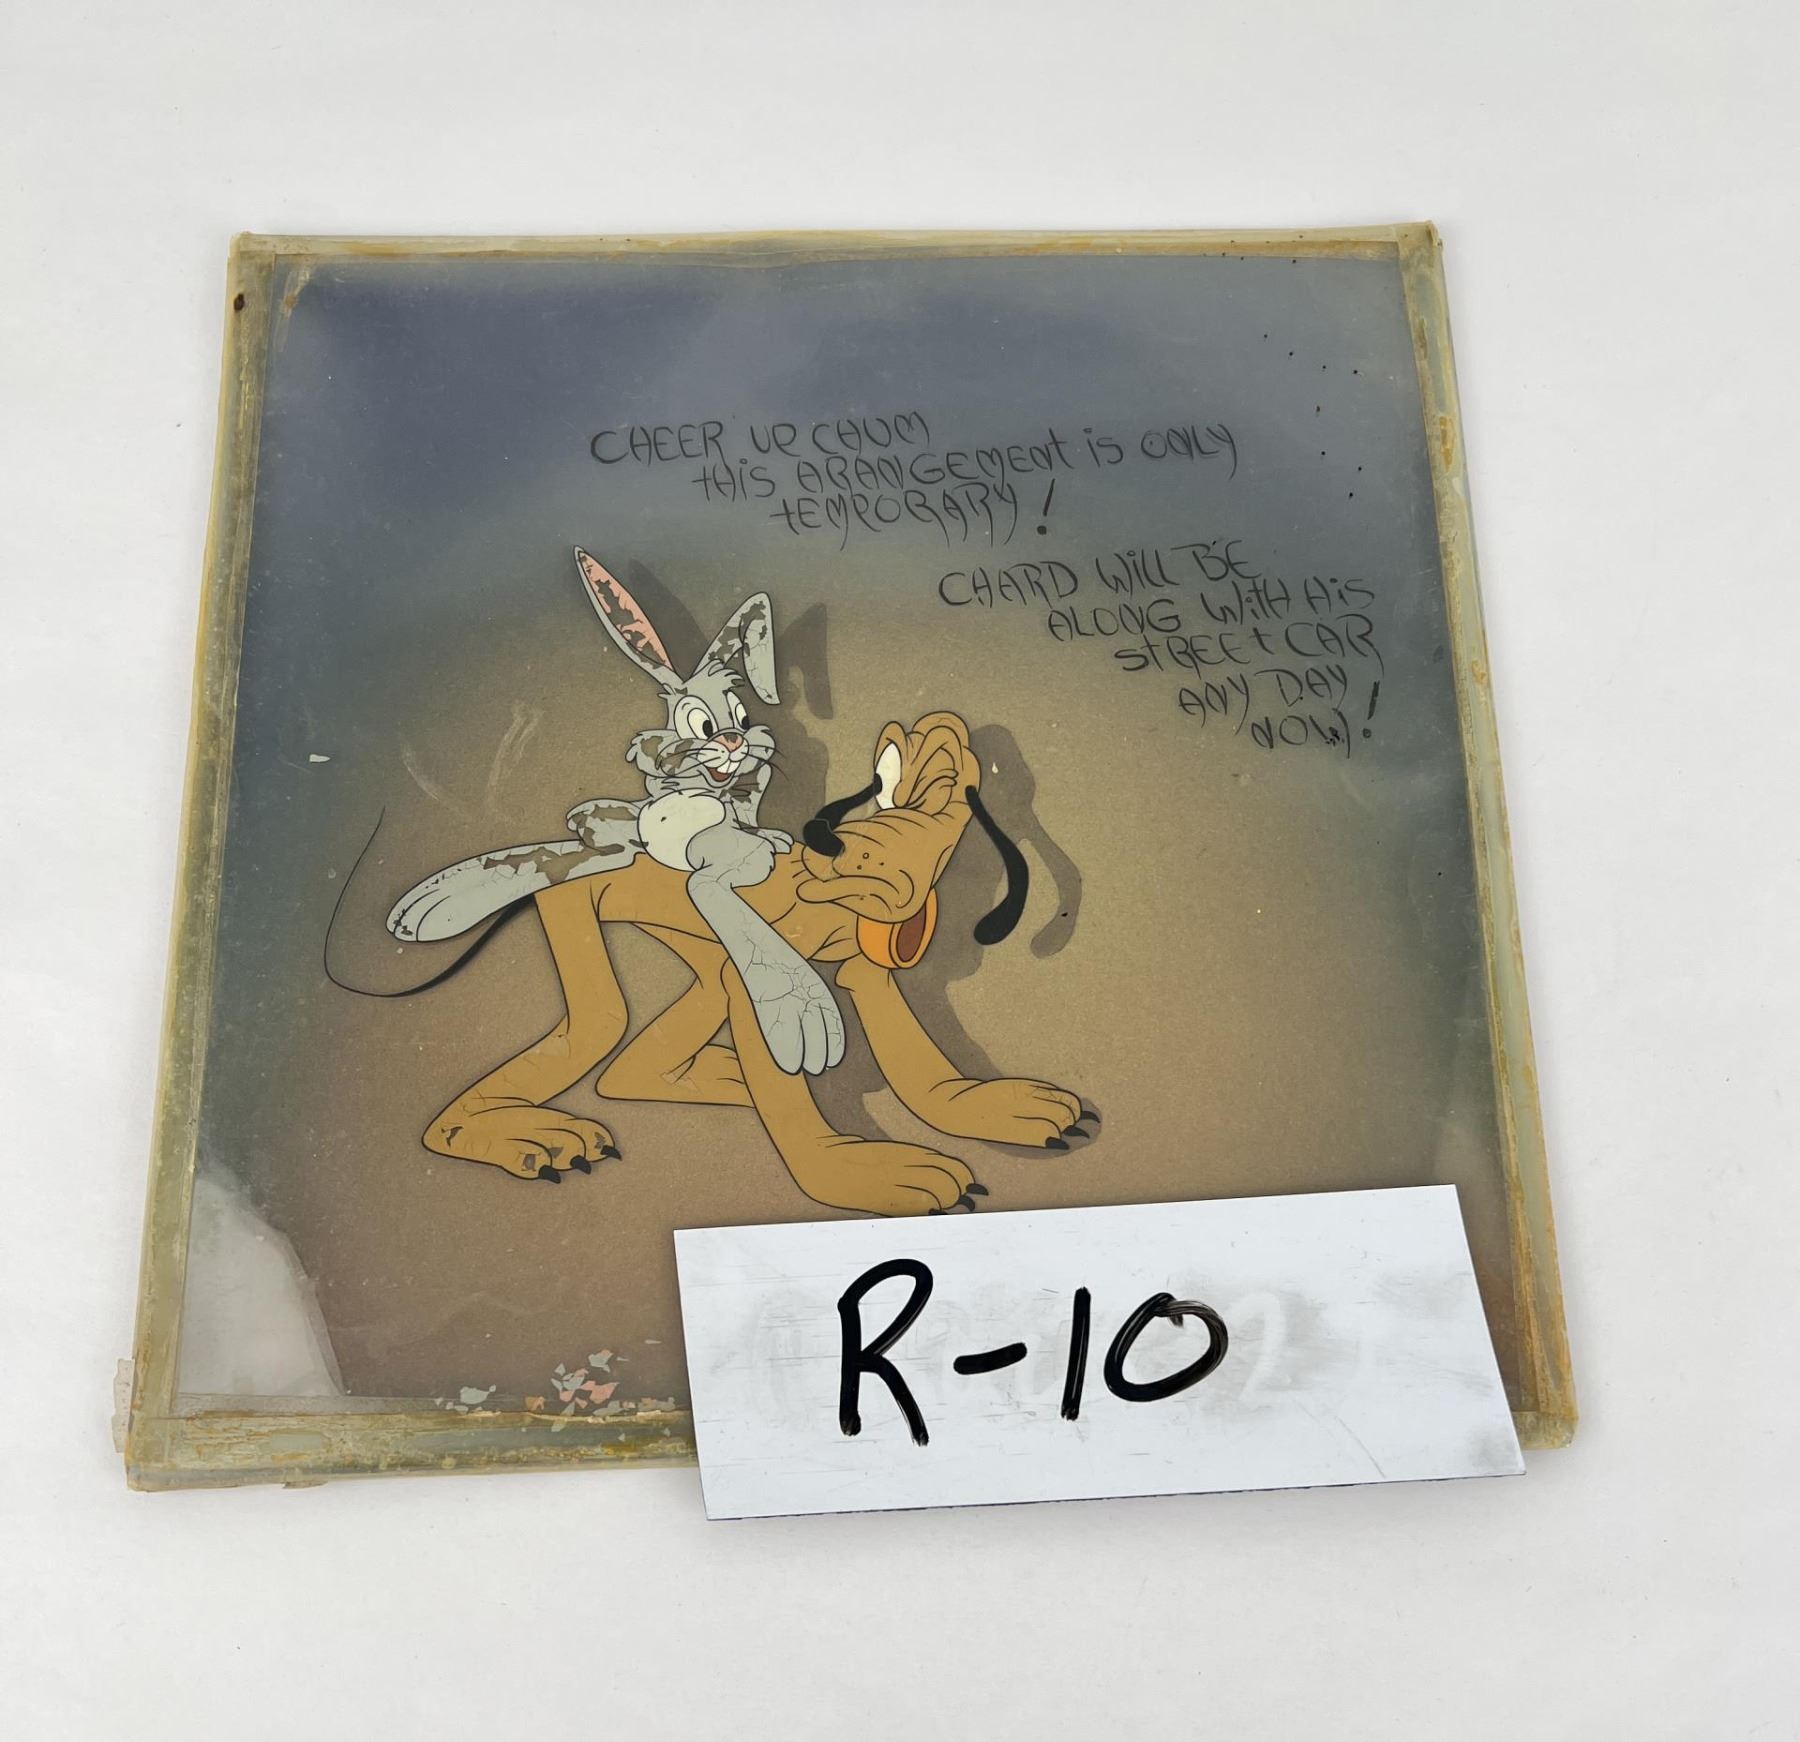 CHEER UP CHUM
tHiS ARANGEMENt iS ONLY
tEMPORARY!
CHARD WiLL BE
ALONG WitH HiS
StREEt CAR
ANY DAY
NOW!
R-10